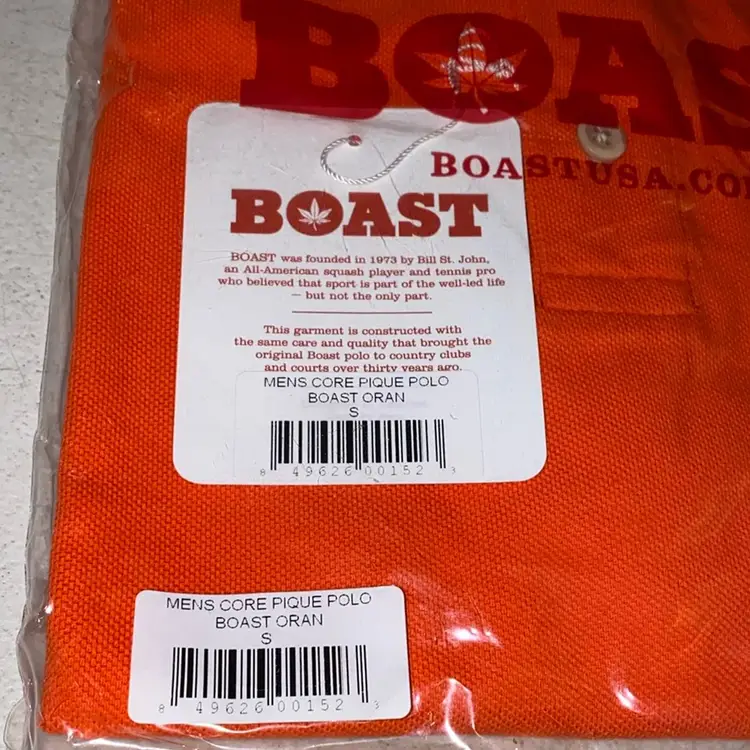 BOAS
BOASTUSA.CO
BOAST
BOAST was founded in 1973 by Bill St. John,
an All-American squash player and tennis pro
who believed that sport is part of the well-led life
— but not the only part.
This garment is constructed with
the same care and quality that brought the
original Boast polo to country clubs
and courts over thirty years ago.
MENS CORE PIQUE POLO
BOAST ORAN
S
8 49626 00152 3
MENS CORE PIQUE POLO
BOAST ORAN
S
8 49626 00152 3